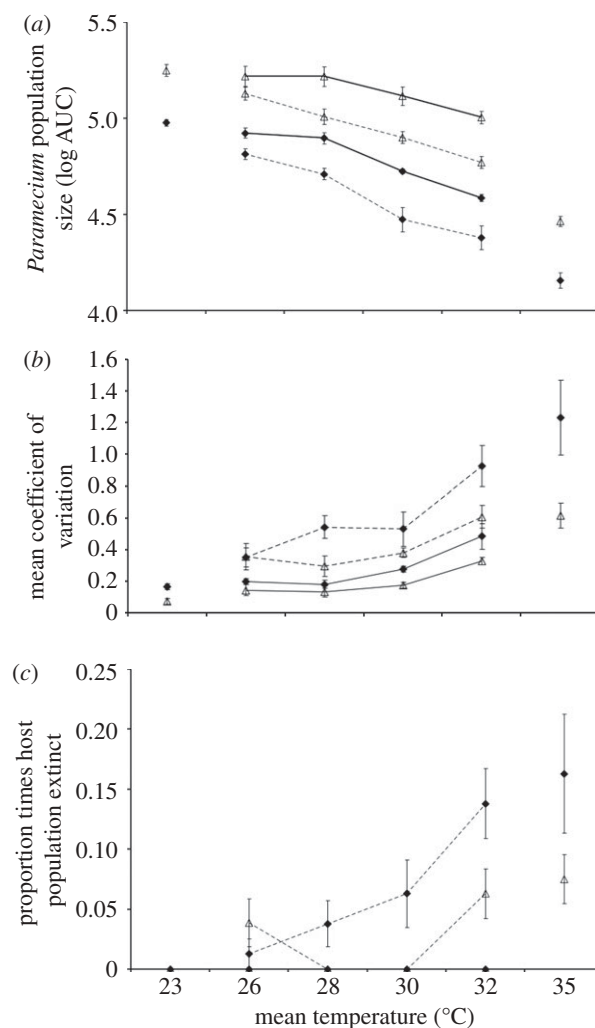 (a)
5.5
5.0
4.5
4.0
Paramecium population
size (log AUC)
(b)
1.6
1.4
1.2
1.0
0.8
0.6
0.4
0.2
0
mean coefficient of
variation
(c)
0.25
0.20
0.15
0.10
0.05
0
proportion times host
population extinct
23 26 28 30 32 35
mean temperature (°C)